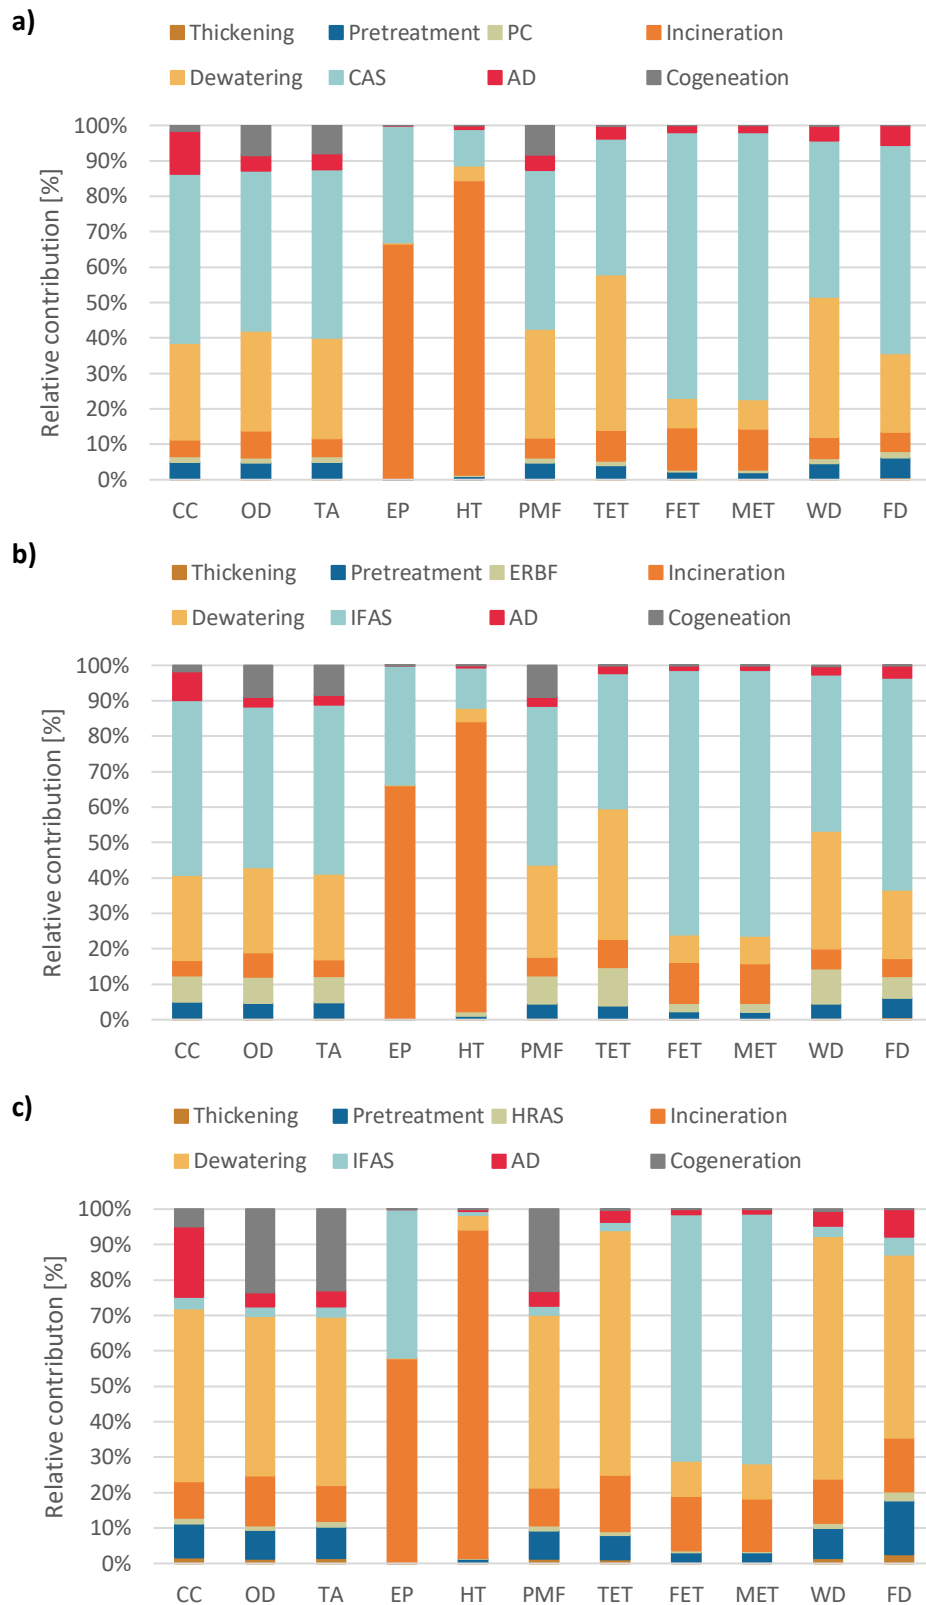 a)
Thickening Pretreatment PC Incineration
Dewatering CAS AD Cogeneation
Relative contribution [%]
100%
90%
80%
70%
60%
50%
40%
30%
20%
10%
0%
CC OD TA EP HT PMF TET FET MET WD FD
b)
Thickening Pretreatment ERBF Incineration
Dewatering IFAS AD Cogeneation
Relative contribution [%]
100%
90%
80%
70%
60%
50%
40%
30%
20%
10%
0%
CC OD TA EP HT PMF TET FET MET WD FD
c)
Thickening Pretreatment HRAS Incineration
Dewatering IFAS AD Cogeneration
Relative contributon [%]
100%
90%
80%
70%
60%
50%
40%
30%
20%
10%
0%
CC OD TA EP HT PMF TET FET MET WD FD